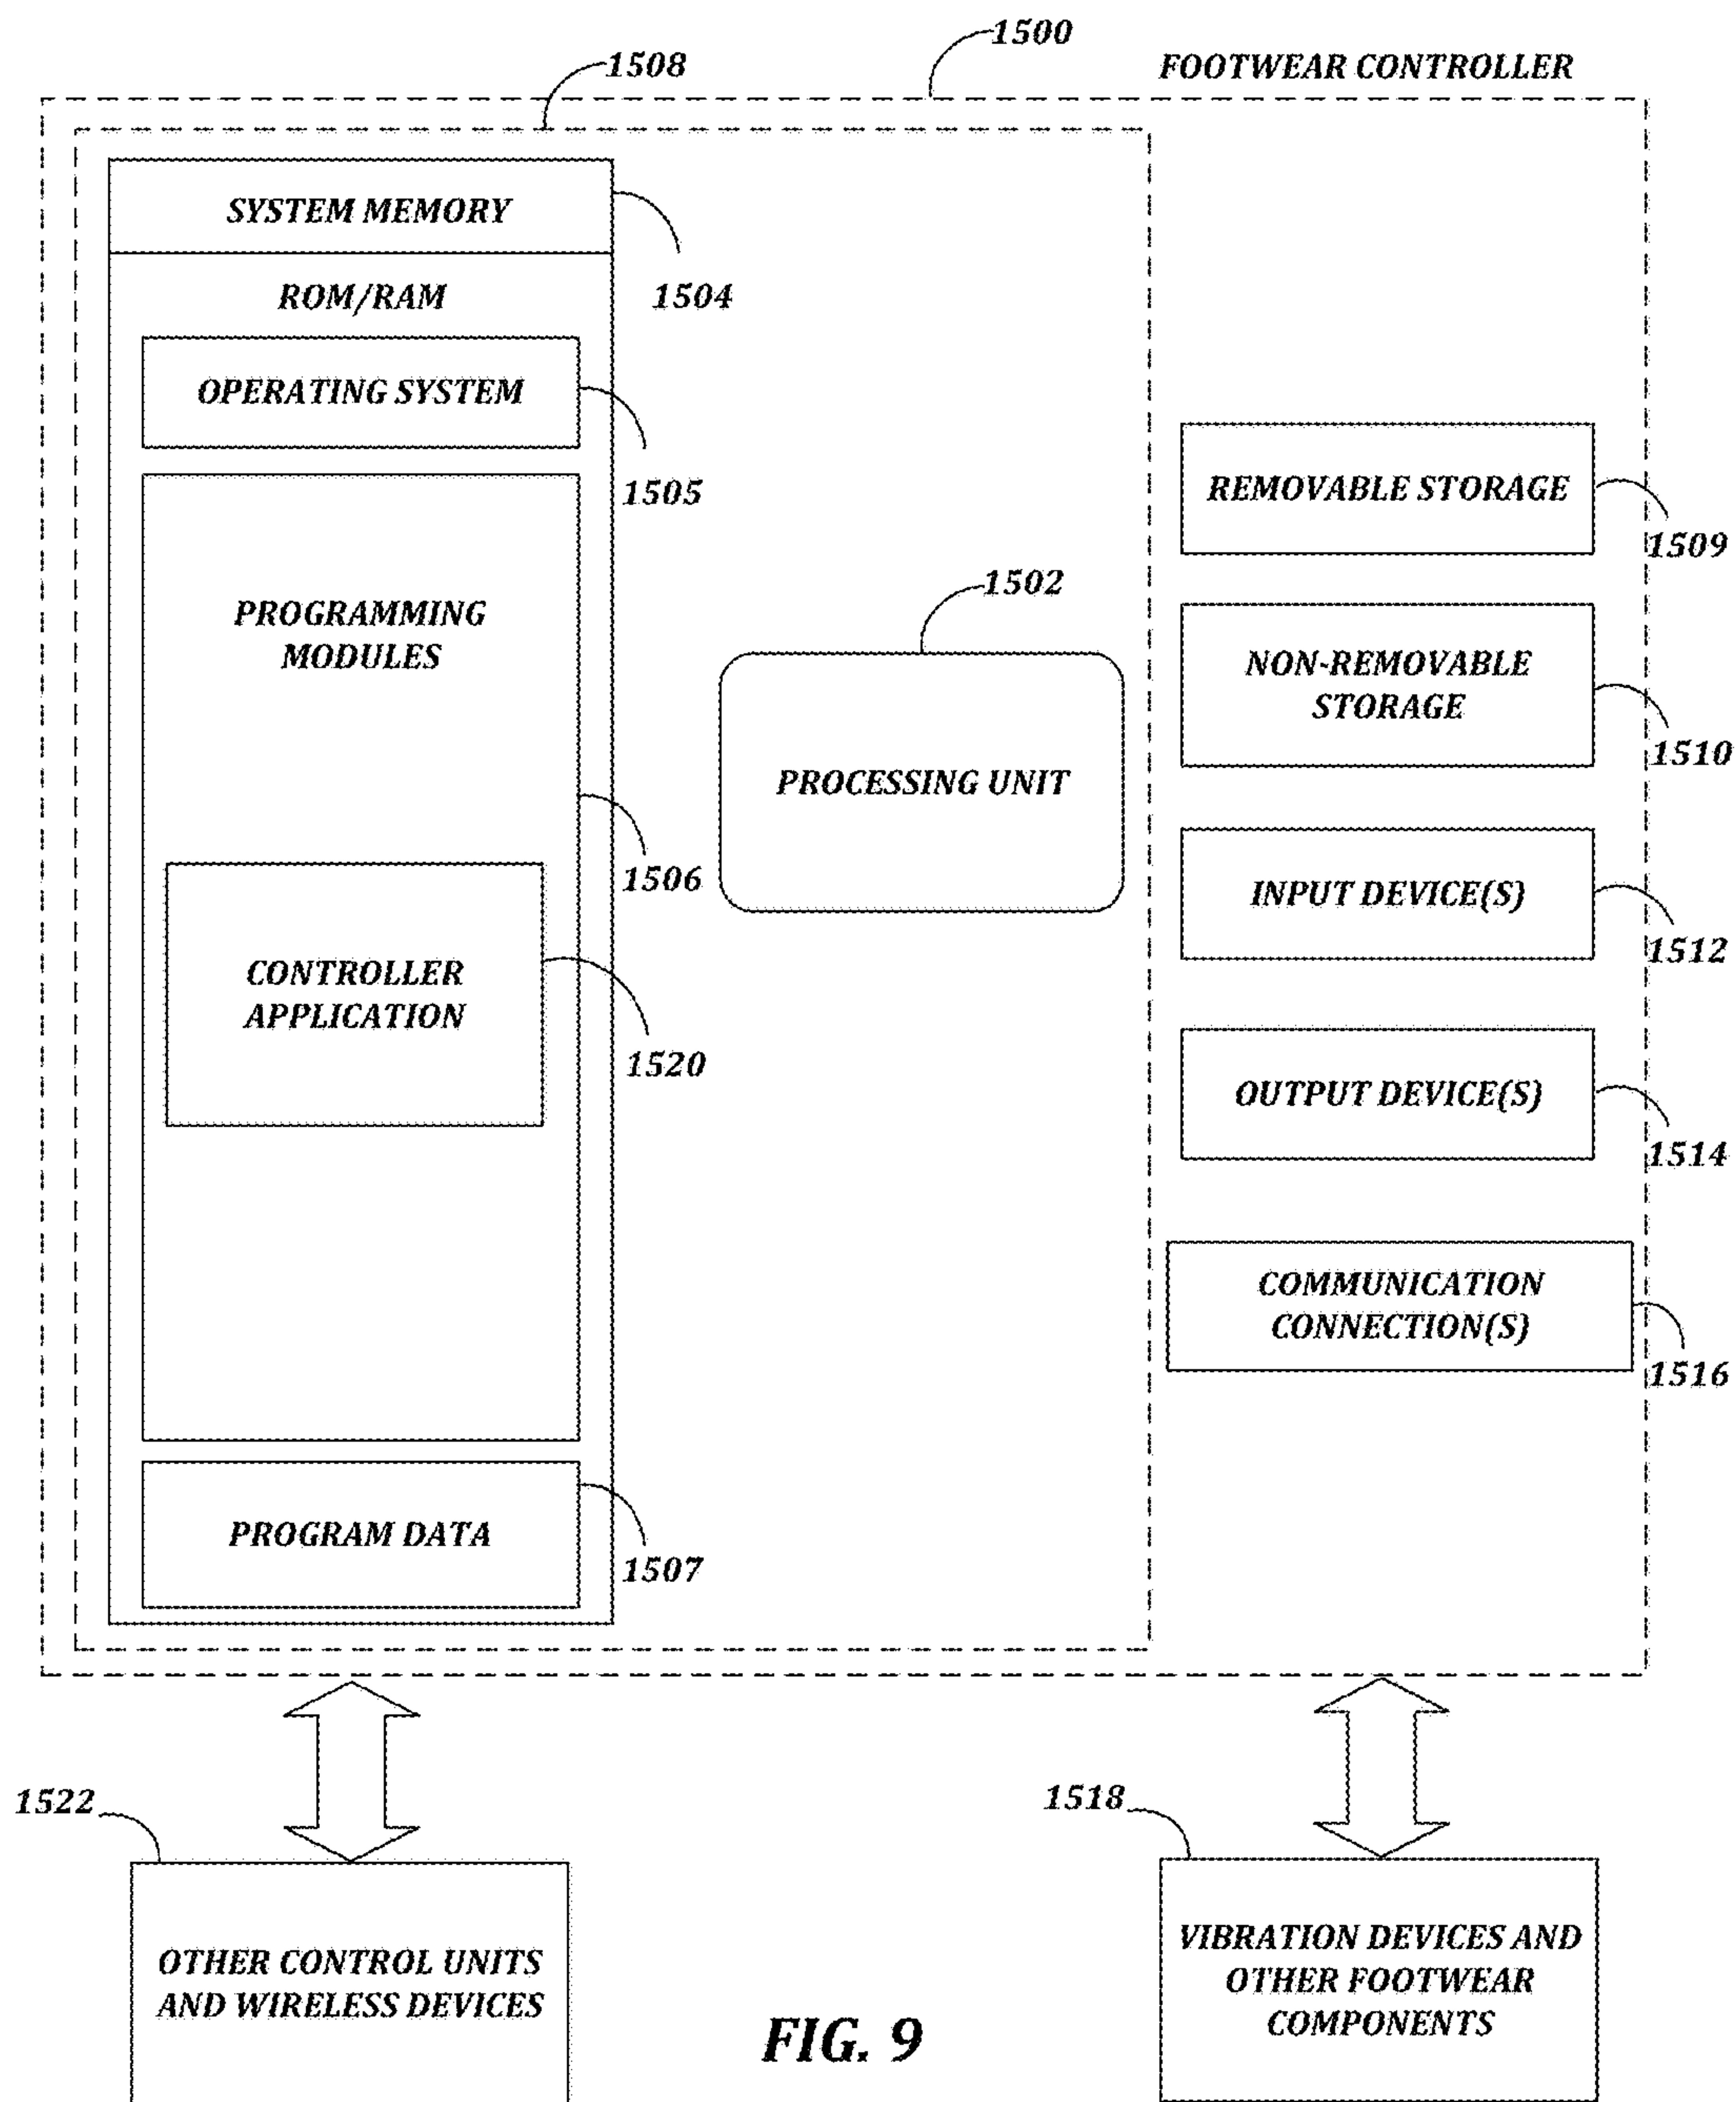 1500
1508
FOOTWEAR CONTROLLER
SYSTEM MEMORY
1504
ROM/RAM
OPERATING SYSTEM
1505
REMOVABLE STORAGE
1509
PROGRAMMING
MODULES
1502
NON-REMOVABLE
STORAGE
1510
PROCESSING UNIT
1506
INPUT DEVICE(S)
1512
CONTROLLER
APPLICATION
1520
OUTPUT DEVICE(S)
1514
COMMUNICATION
CONNECTION(S)
1516
PROGRAM DATA
1507
1522
1518
OTHER CONTROL UNITS
AND WIRELESS DEVICES
VIBRATION DEVICES AND
OTHER FOOTWEAR
COMPONENTS
FIG. 9